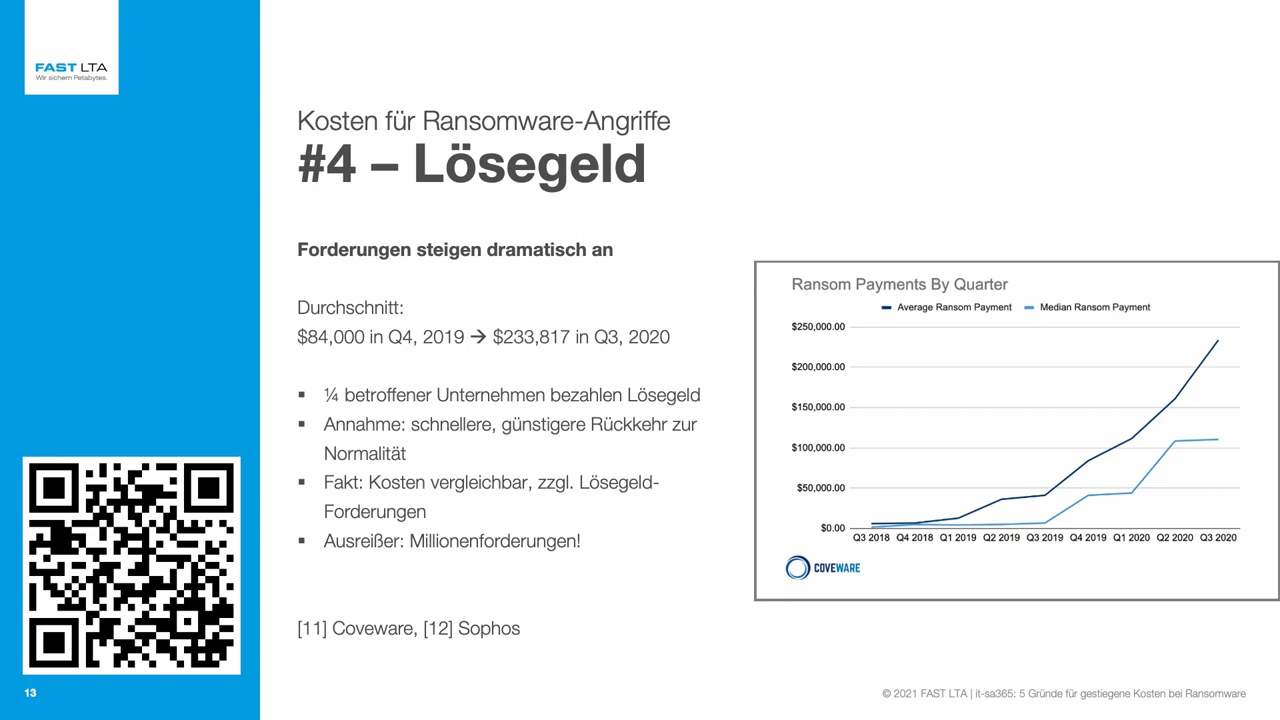 FAST LTA
Wir sichern Petabytes.
Kosten für Ransomware-Angriffe
#4 – Lösegeld
Forderungen steigen dramatisch an
Durchschnitt:
$84,000 in Q4, 2019 → $233,817 in Q3, 2020
▪ ¼ betroffener Unternehmen bezahlen Lösegeld
▪ Annahme: schnellere, günstigere Rückkehr zur
Normalität
▪ Fakt: Kosten vergleichbar, zzgl. Lösegeld-
Forderungen
▪ Ausreißer: Millionenforderungen!
[11] Coveware, [12] Sophos
Ransom Payments By Quarter
Average Ransom Payment Median Ransom Payment
$250,000.00
$200,000.00
$150,000.00
$100,000.00
$50,000.00
$0.00
Q3 2018 Q4 2018 Q1 2019 Q2 2019 Q3 2019 Q4 2019 Q1 2020 Q2 2020 Q3 2020
COVEWARE
13
© 2021 FAST LTA | it-sa365: 5 Gründe für gestiegene Kosten bei Ransomware